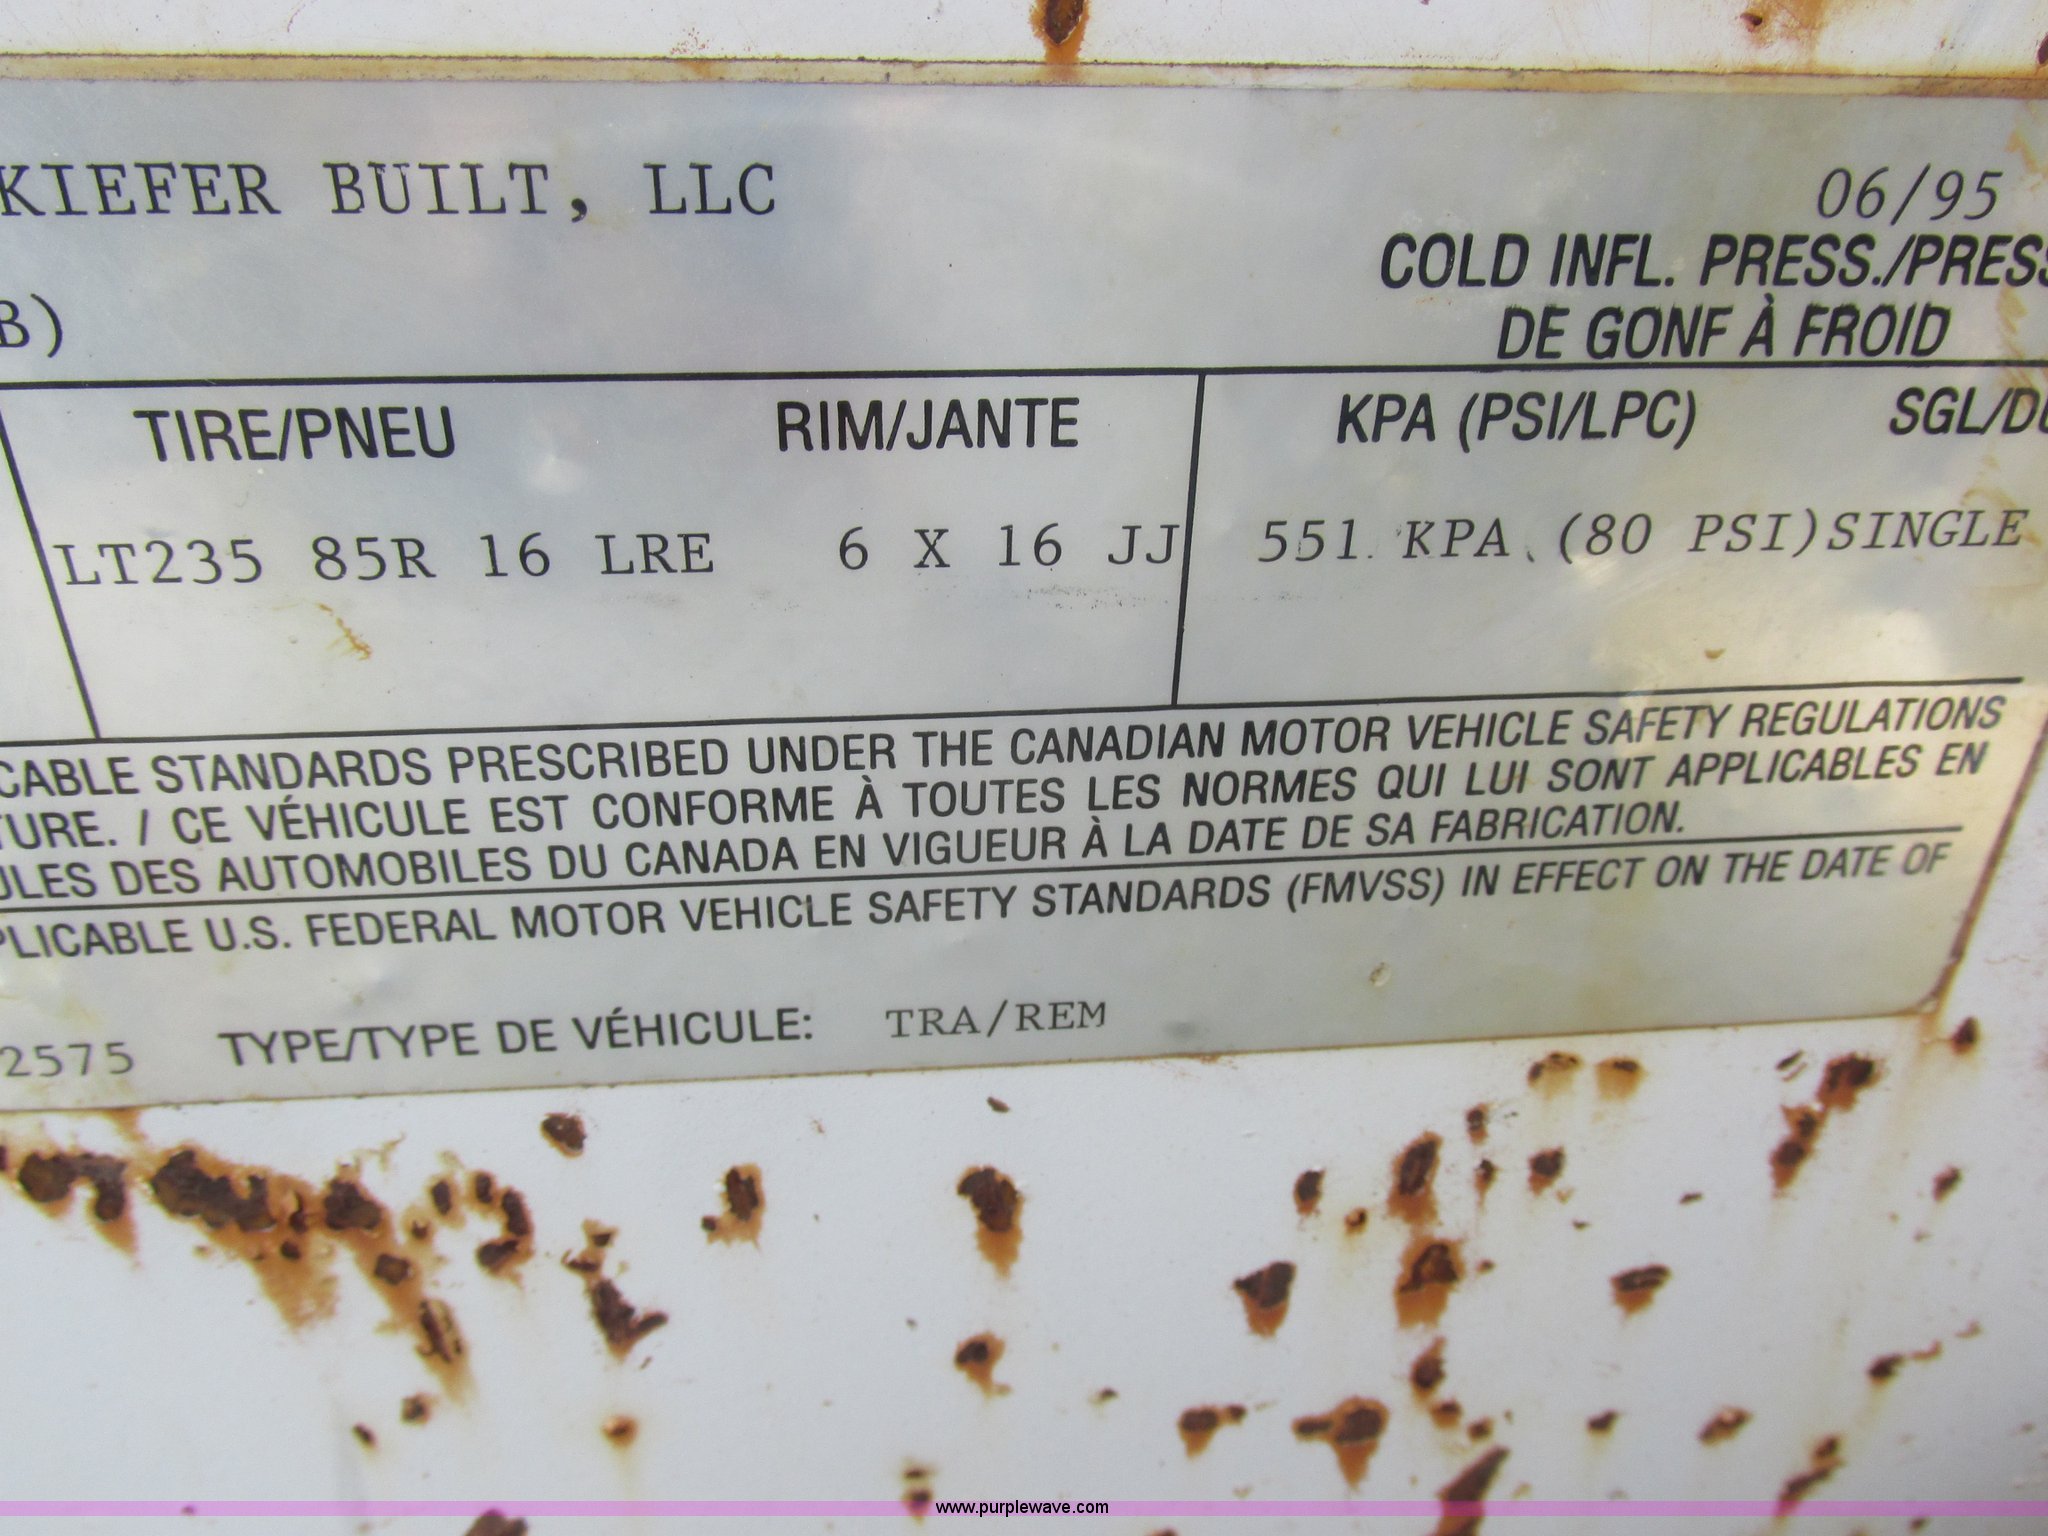 KIEFER BUILT, LLC 06/95
COLD INFL. PRESS./PRESS
B) DE GONF À FROID
TIRE/PNEU RIM/JANTE KPA (PSI/LPC) SGL/DU
LT235 85R 16 LRE 6 X 16 JJ 551 KPA (80 PSI)SINGLE
CABLE STANDARDS PRESCRIBED UNDER THE CANADIAN MOTOR VEHICLE SAFETY REGULATIONS
TURE. / CE VÉHICULE EST CONFORME À TOUTES LES NORMES QUI LUI SONT APPLICABLES EN
ULES DES AUTOMOBILES DU CANADA EN VIGUEUR À LA DATE DE SA FABRICATION.
PLICABLE U.S. FEDERAL MOTOR VEHICLE SAFETY STANDARDS (FMVSS) IN EFFECT ON THE DATE OF
2575 TYPE/TYPE DE VÉHICULE: TRA/REM
www.purplewave.com